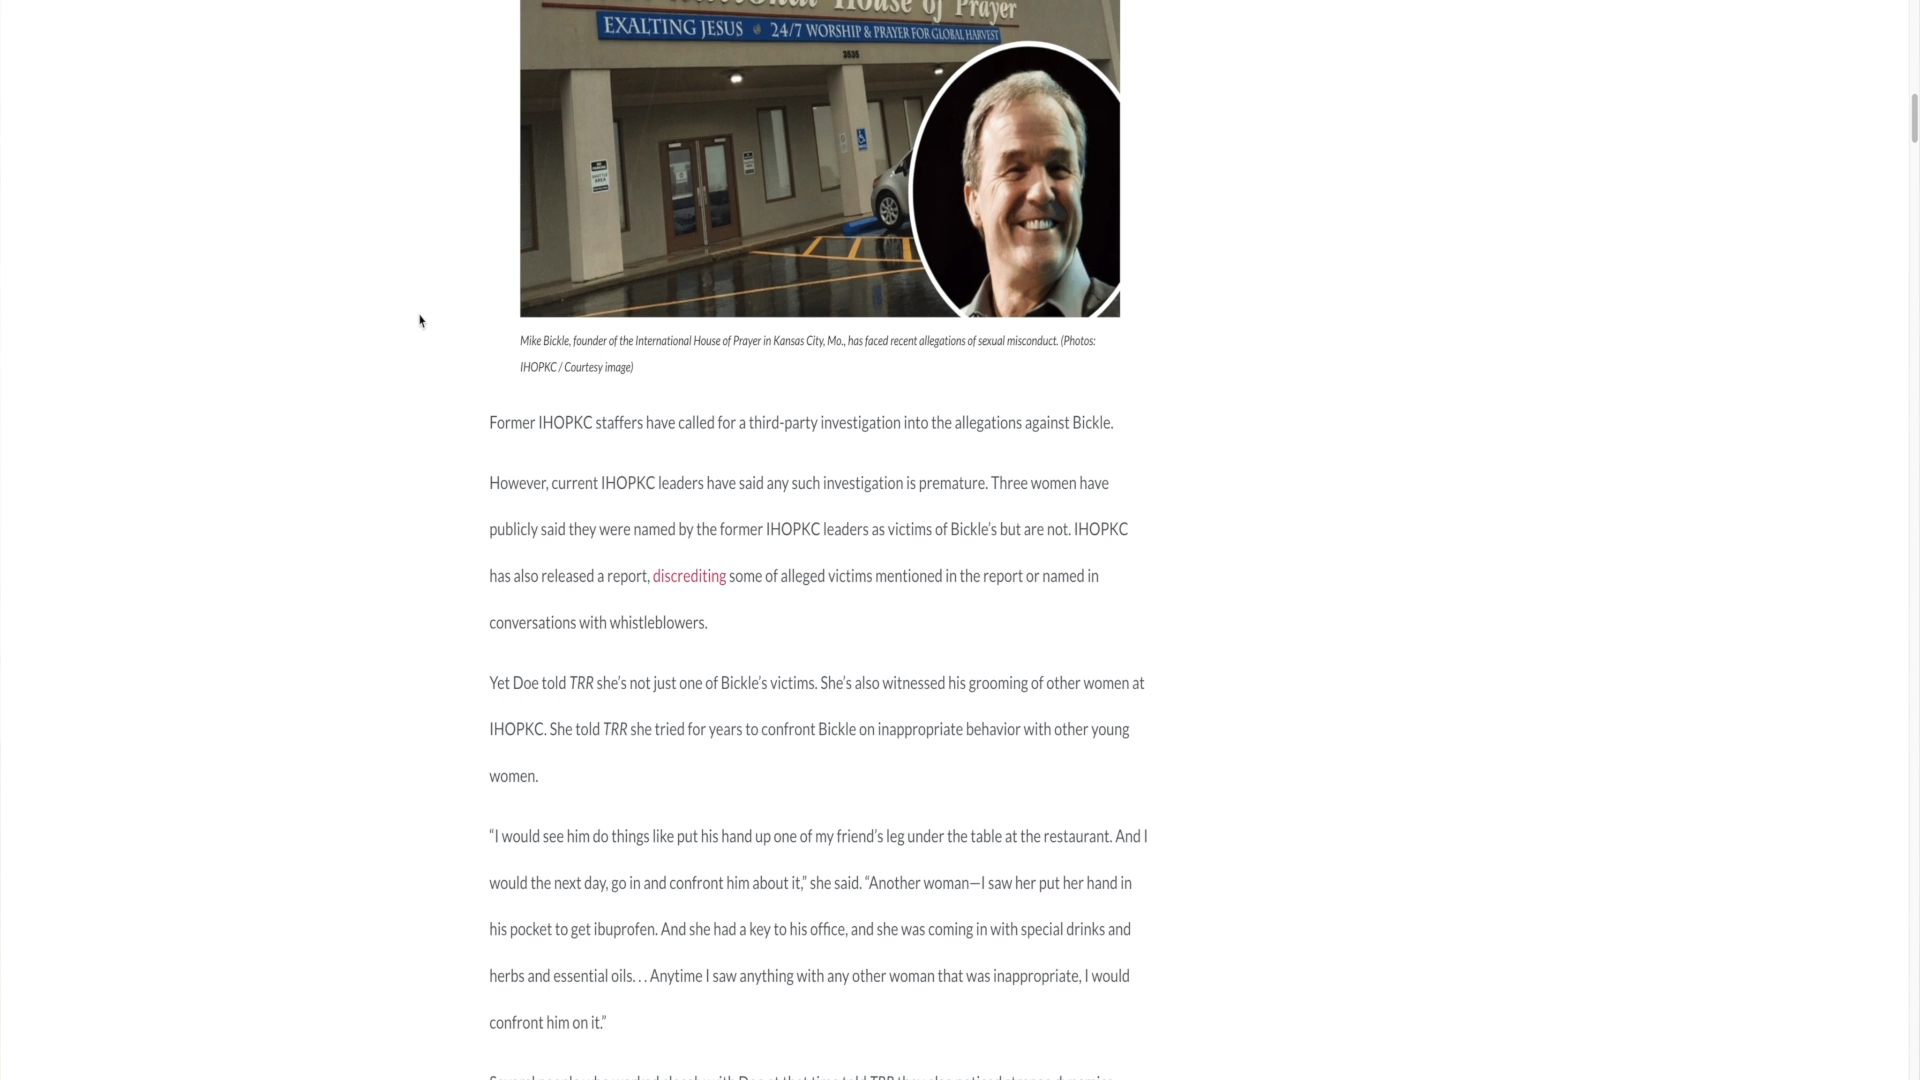 House of Prayer
EXALTING JESUS 24/7 WORSHIP & PRAYER FOR GLOBAL HARVEST
3535
Mike Bickle, founder of the International House of Prayer in Kansas City, Mo., has faced recent allegations of sexual misconduct. (Photos:
IHOPKC / Courtesy image)
Former IHOPKC staffers have called for a third-party investigation into the allegations against Bickle.
However, current IHOPKC leaders have said any such investigation is premature. Three women have
publicly said they were named by the former IHOPKC leaders as victims of Bickle’s but are not. IHOPKC
has also released a report, discrediting some of alleged victims mentioned in the report or named in
conversations with whistleblowers.
Yet Doe told TRR she’s not just one of Bickle’s victims. She’s also witnessed his grooming of other women at
IHOPKC. She told TRR she tried for years to confront Bickle on inappropriate behavior with other young
women.
“I would see him do things like put his hand up one of my friend’s leg under the table at the restaurant. And I
would the next day, go in and confront him about it,” she said. “Another woman—I saw her put her hand in
his pocket to get ibuprofen. And she had a key to his office, and she was coming in with special drinks and
herbs and essential oils. . . Anytime I saw anything with any other woman that was inappropriate, I would
confront him on it.”